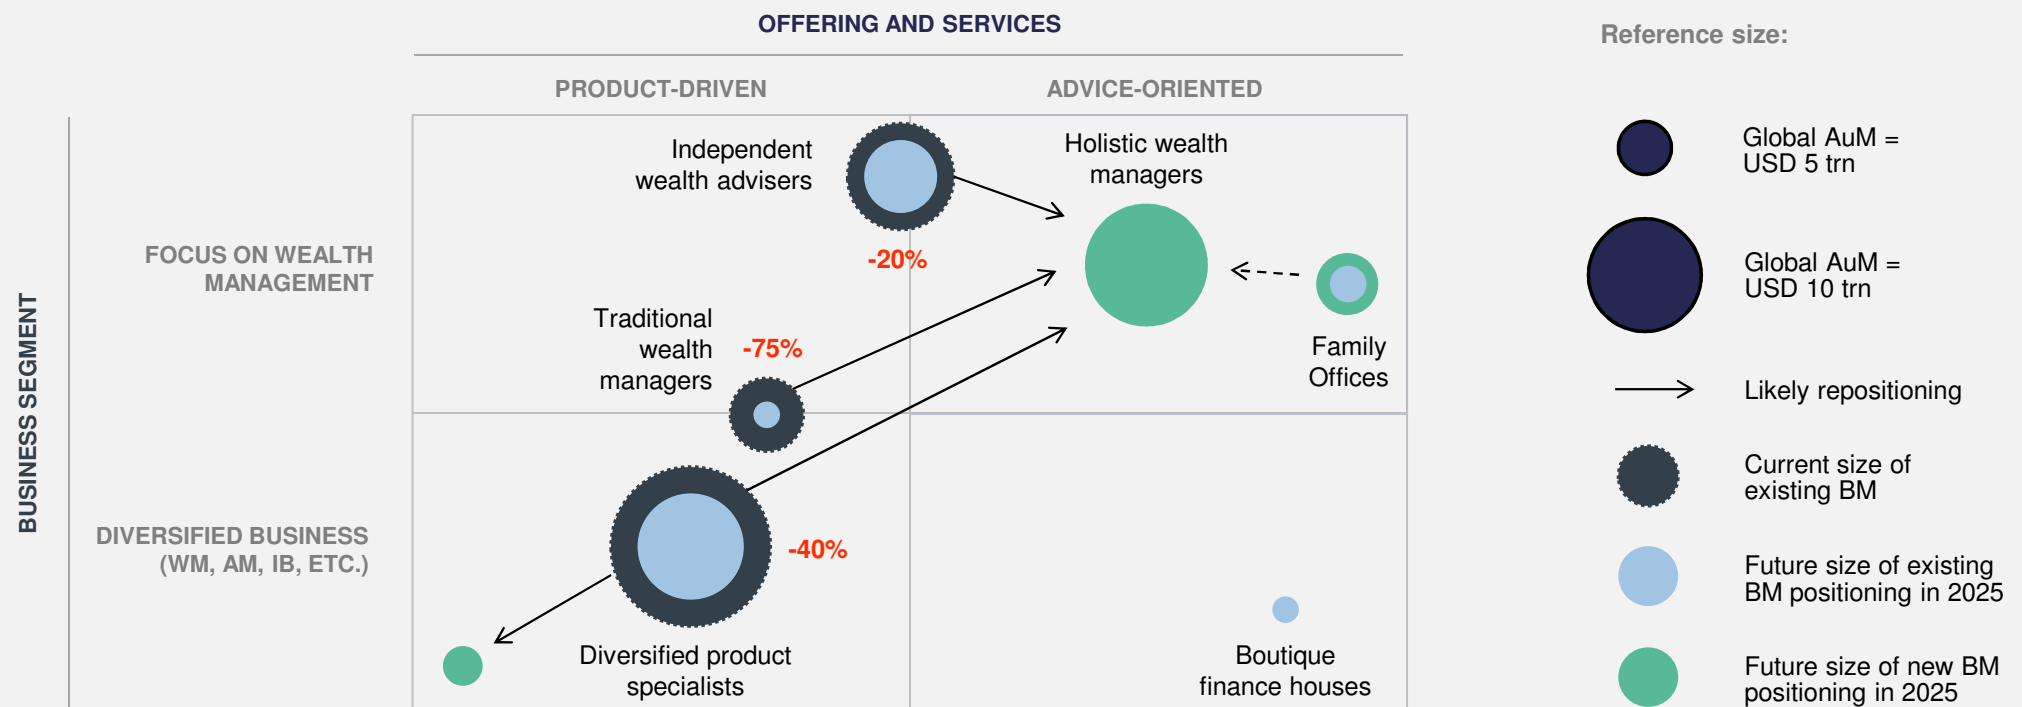 OFFERING AND SERVICES
PRODUCT-DRIVEN
ADVICE-ORIENTED
BUSINESS SEGMENT
FOCUS ON WEALTH
MANAGEMENT
DIVERSIFIED BUSINESS
(WM, AM, IB, ETC.)
Independent
wealth advisers
-20%
Holistic wealth
managers
Traditional
wealth
managers
-75%
Family
Offices
-40%
Diversified product
specialists
Boutique
finance houses
Reference size:
Global AuM =
USD 5 trn
Global AuM =
USD 10 trn
Likely repositioning
Current size of
existing BM
Future size of existing
BM positioning in 2025
Future size of new BM
positioning in 2025